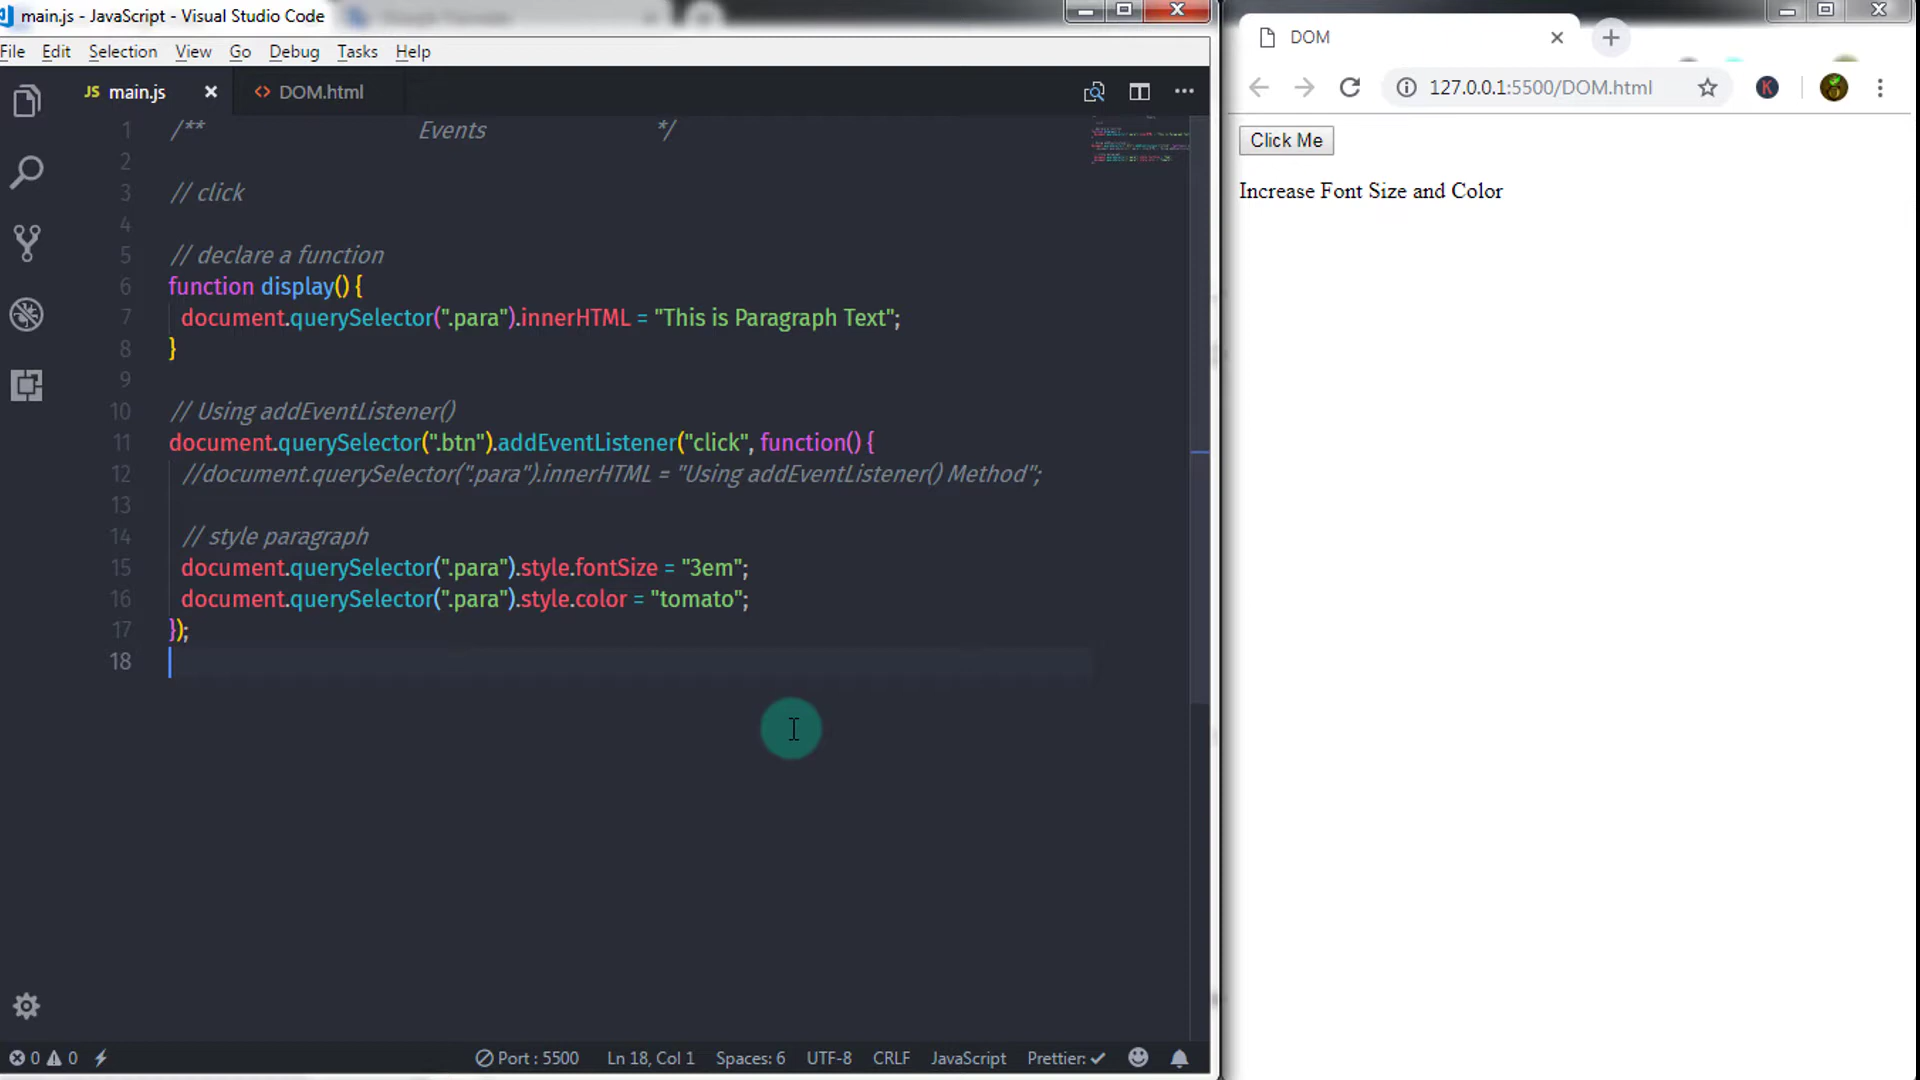 main.js - JavaScript - Visual Studio Code
File Edit Selection View Go Debug Tasks Help
JS main.js
<> DOM.html
1 /** Events */
2
3 // click
4
5 // declare a function
6 function display() {
7 document.querySelector(".para").innerHTML = "This is Paragraph Text";
8 }
9
10 // Using addEventListener()
11 document.querySelector(".btn").addEventListener("click", function() {
12 //document.querySelector(".para").innerHTML = "Using addEventListener() Method";
13
14 // style paragraph
15 document.querySelector(".para").style.fontSize = "3em";
16 document.querySelector(".para").style.color = "tomato";
17 });
18
0 0 Port : 5500 Ln 18, Col 1 Spaces: 6 UTF-8 CRLF JavaScript Prettier: ✓
DOM
127.0.0.1:5500/DOM.html
K
Click Me
Increase Font Size and Color